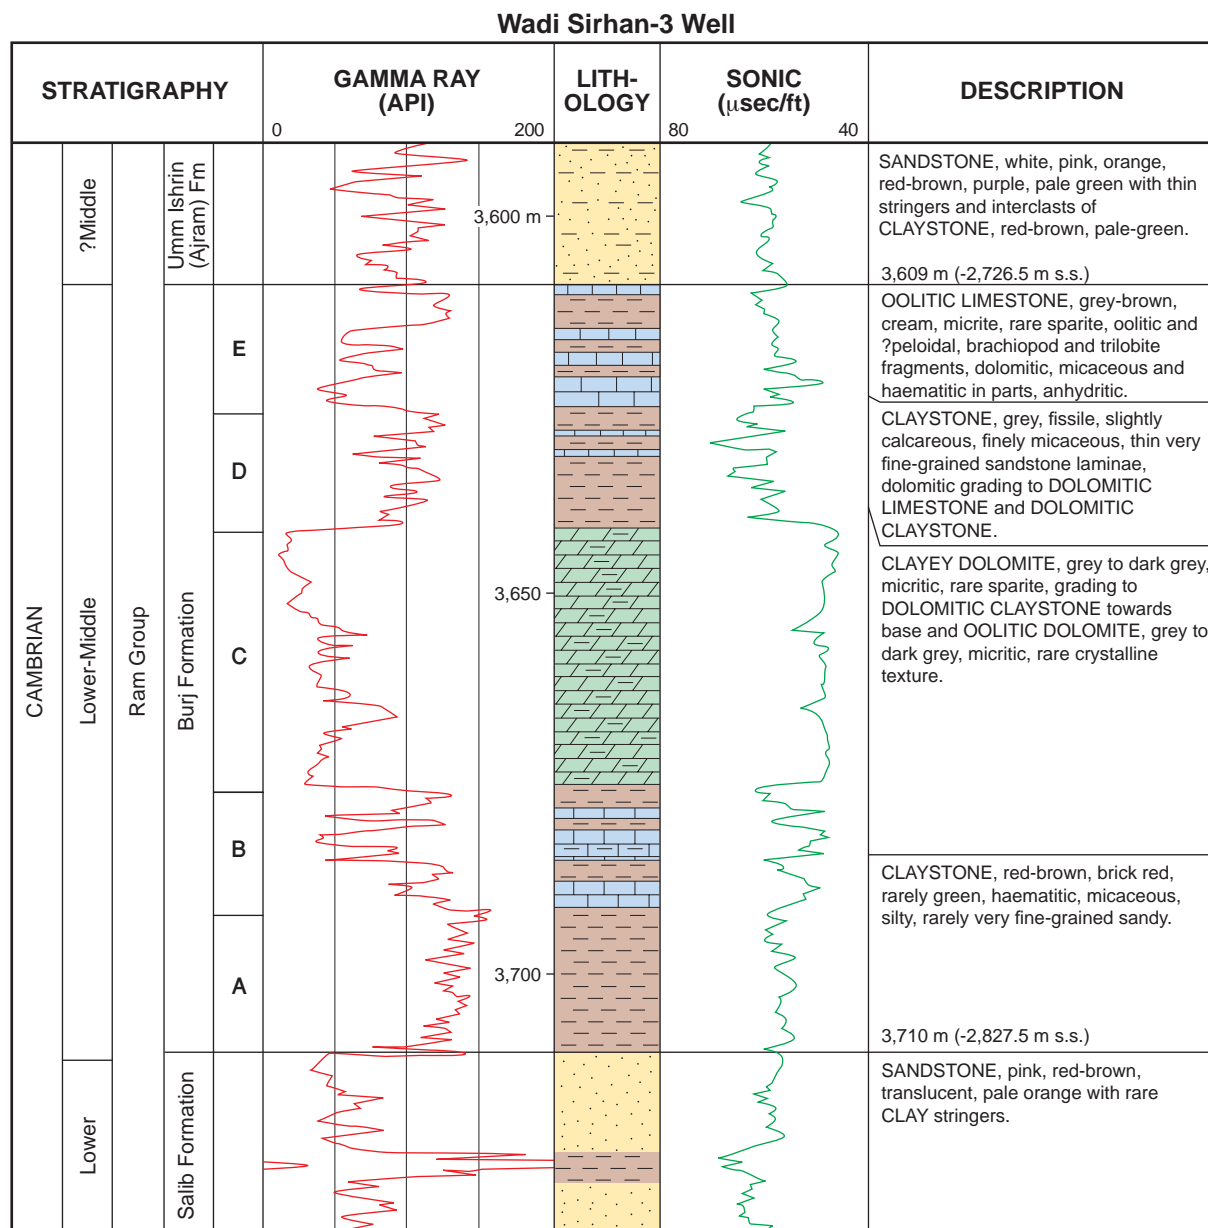 Wadi Sirhan-3 Well
STRATIGRAPHY
GAMMA RAY
(API)
0
200
LITH-
OLOGY
SONIC
(µsec/ft)
80
40
DESCRIPTION
CAMBRIAN
?Middle
Lower-Middle
Lower
Ram Group
Umm Ishrin
(Ajram) Fm
Burj Formation
Salib Formation
E
D
C
B
A
3,600 m
3,650
3,700
SANDSTONE, white, pink, orange,
red-brown, purple, pale green with thin
stringers and interclasts of
CLAYSTONE, red-brown, pale-green.
3,609 m (-2,726.5 m s.s.)
OOLITIC LIMESTONE, grey-brown,
cream, micrite, rare sparite, oolitic and
?peloidal, brachiopod and trilobite
fragments, dolomitic, micaceous and
haematitic in parts, anhydritic.
CLAYSTONE, grey, fissile, slightly
calcareous, finely micaceous, thin very
fine-grained sandstone laminae,
dolomitic grading to DOLOMITIC
LIMESTONE and DOLOMITIC
CLAYSTONE.
CLAYEY DOLOMITE, grey to dark grey,
micritic, rare sparite, grading to
DOLOMITIC CLAYSTONE towards
base and OOLITIC DOLOMITE, grey to
dark grey, micritic, rare crystalline
texture.
CLAYSTONE, red-brown, brick red,
rarely green, haematitic, micaceous,
silty, rarely very fine-grained sandy.
3,710 m (-2,827.5 m s.s.)
SANDSTONE, pink, red-brown,
translucent, pale orange with rare
CLAY stringers.